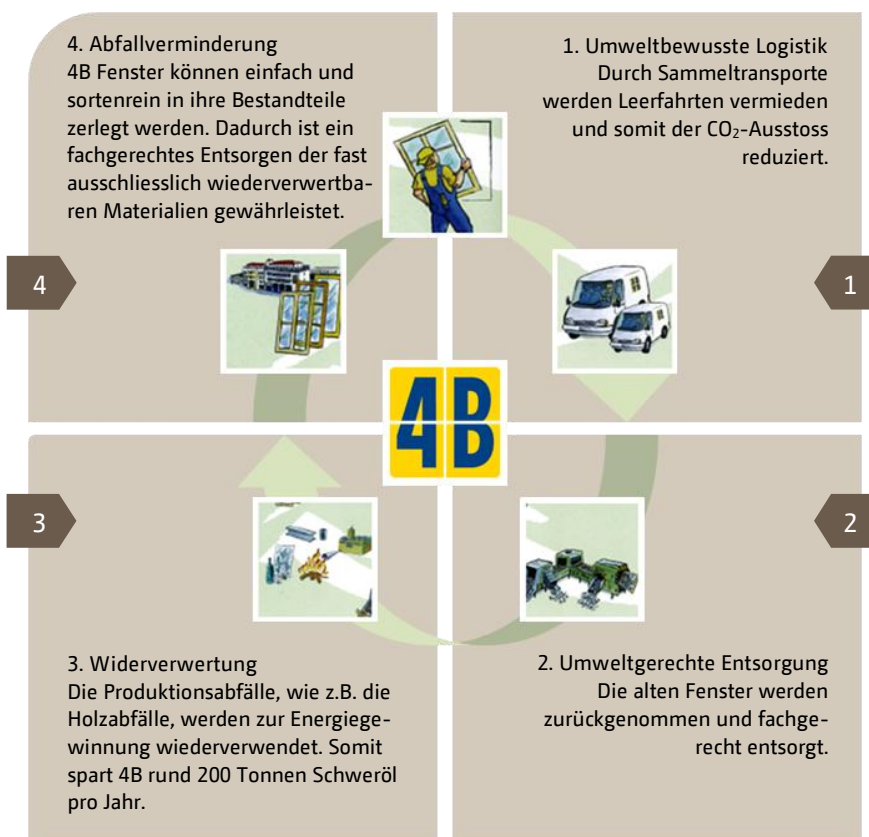 4. Abfallverminderung
4B Fenster können einfach und
sortenrein in ihre Bestandteile
zerlegt werden. Dadurch ist ein
fachgerechtes Entsorgen der fast
ausschliesslich wiederverwertba-
ren Materialien gewährleistet.
4
1. Umweltbewusste Logistik
Durch Sammeltransporte
werden Leerfahrten vermieden
und somit der CO₂-Ausstoss
reduziert.
1
4B
3
3. Widerverwertung
Die Produktionsabfälle, wie z.B. die
Holzabfälle, werden zur Energiege-
winnung wiederverwendet. Somit
spart 4B rund 200 Tonnen Schweröl
pro Jahr.
2
2. Umweltgerechte Entsorgung
Die alten Fenster werden
zurückgenommen und fachge-
recht entsorgt.